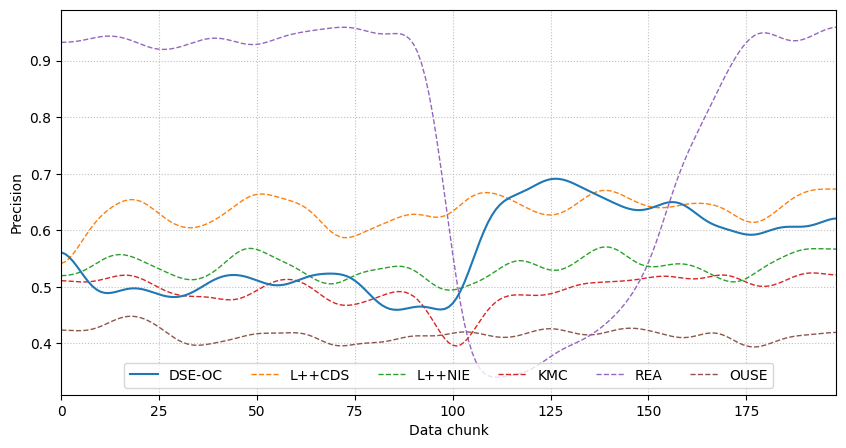 Precision
0.9
0.8
0.7
0.6
0.5
0.4
DSE-OC L++CDS L++NIE KMC REA OUSE
0 25 50 75 100 125 150 175
Data chunk